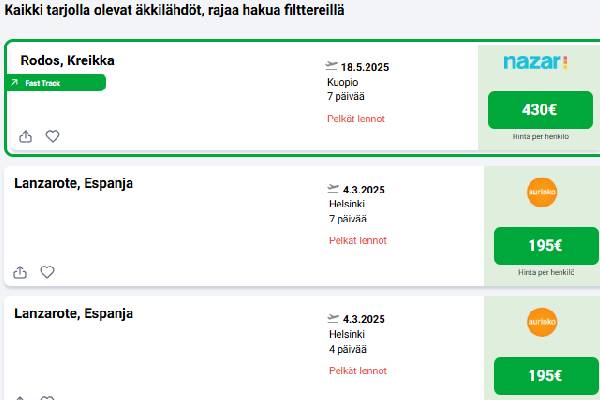 Kaikki tarjolla olevat äkkilähdöt, rajaa hakua filttereillä
Rodos, Kreikka
Fast Track
18.5.2025
Kuopio
7 päivää
Pelkät lennot
nazar
430€
Hinta per henkilö
Lanzarote, Espanja
4.3.2025
Helsinki
7 päivää
Pelkät lennot
aurinko
195€
Hinta per henkilö
Lanzarote, Espanja
4.3.2025
Helsinki
4 päivää
Pelkät lennot
aurinko
195€